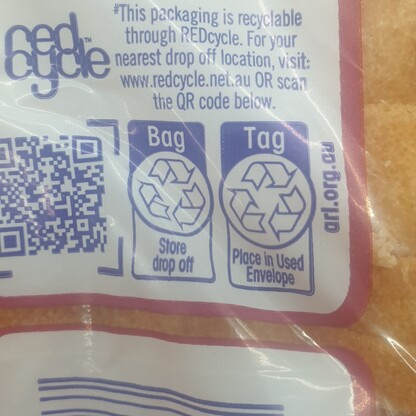 #This packaging is recyclable
through REDcycle. For your
nearest drop off location, visit:
www.redcycle.net.au OR scan
the QR code below.
red
cycle™
Bag
Store
drop off
Tag
Place in Used
Envelope
arl.org.au